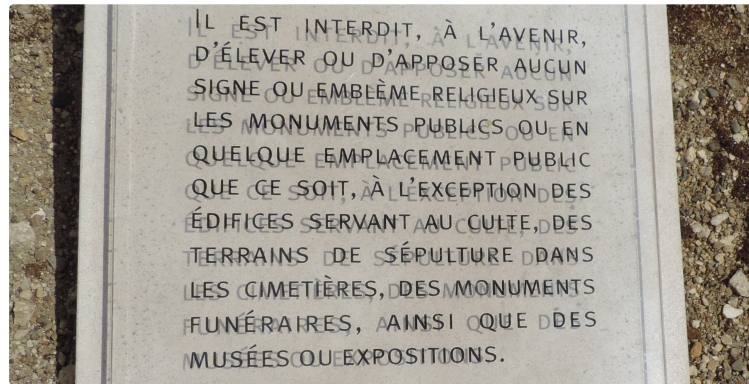 IL EST INTERDIT, À L'AVENIR,
D'ÉLEVER OU D'APPOSER AUCUN
SIGNE OU EMBLÈME RELIGIEUX SUR
LES MONUMENTS PUBLICS OU EN
QUELQUE EMPLACEMENT PUBLIC
QUE CE SOIT, À L'EXCEPTION DES
ÉDIFICES SERVANT AU CULTE, DES
TERRAINS DE SÉPULTURE DANS
LES CIMETIÈRES, DES MONUMENTS
FUNÉRAIRES, AINSI QUE DES
MUSÉES OU EXPOSITIONS.